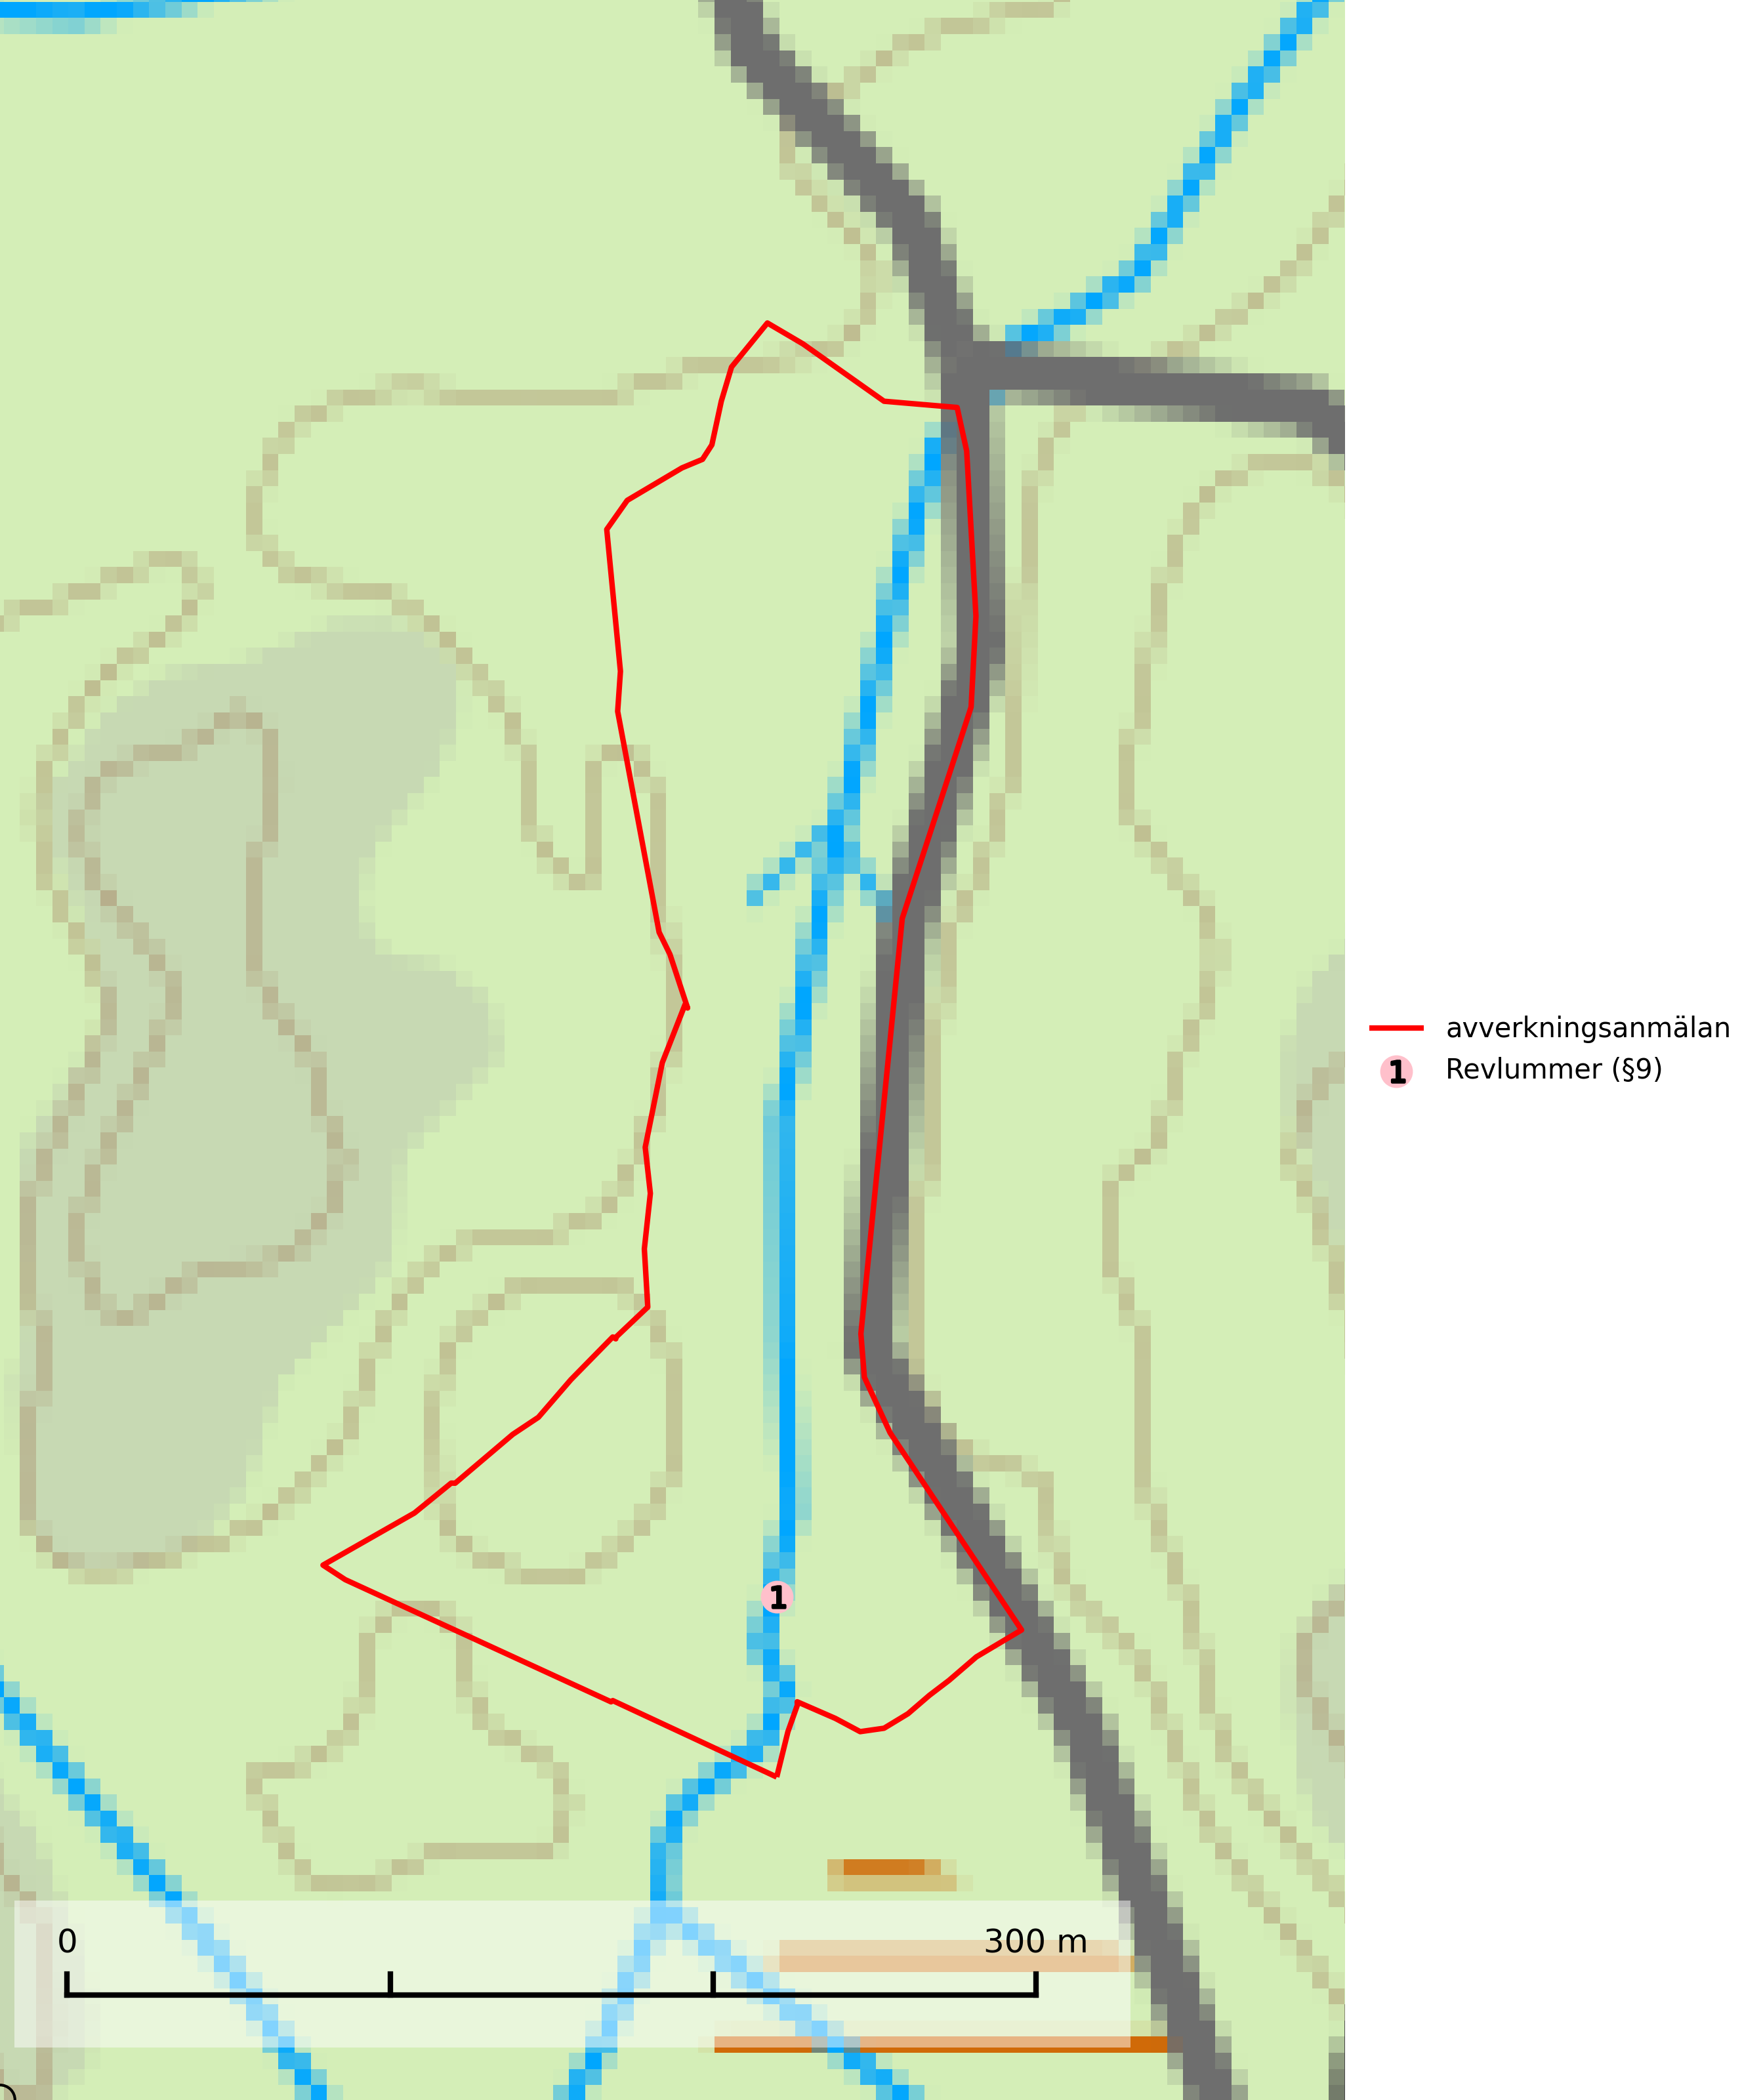 avverkningsanmälan
1 Revlummer (§9)
1
0 300 m